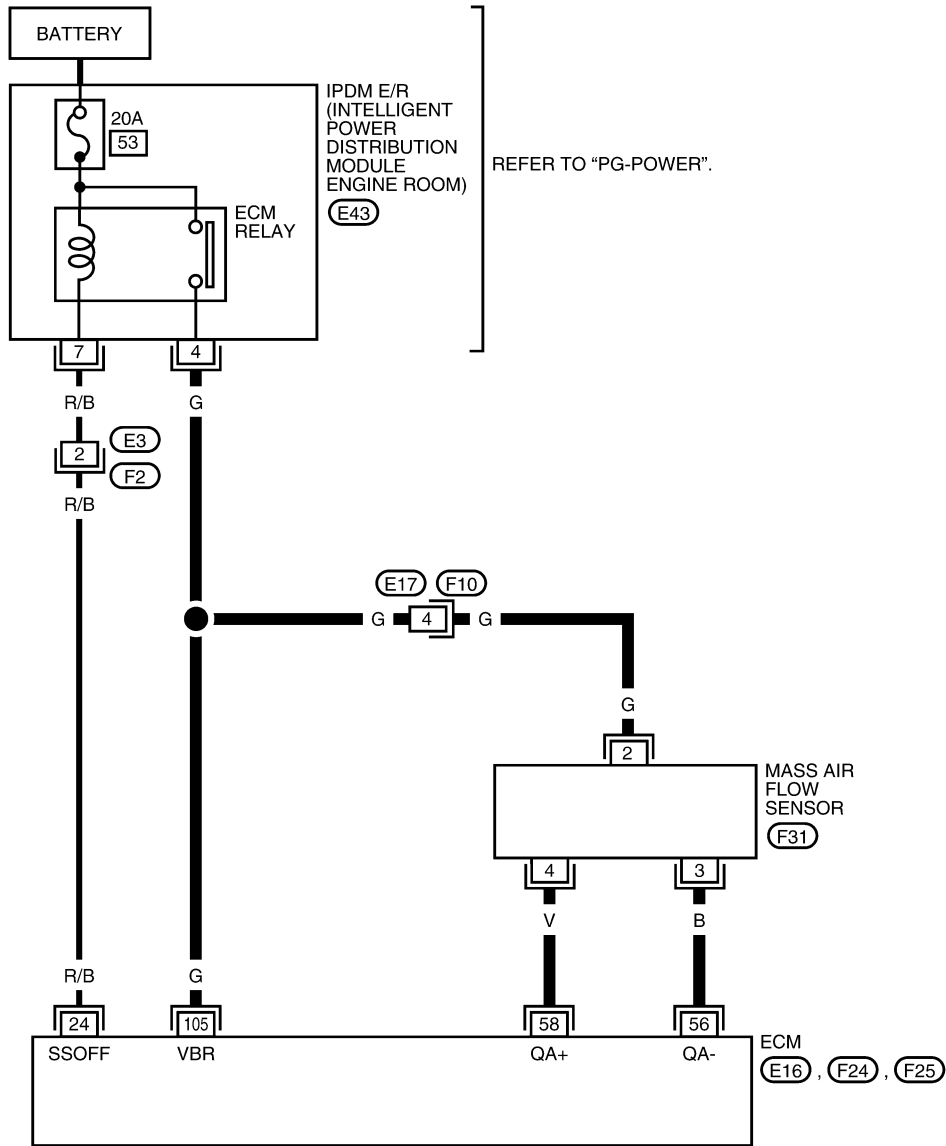 BATTERY
20A
53
IPDM E/R
(INTELLIGENT
POWER
DISTRIBUTION
MODULE
ENGINE ROOM)
E43
REFER TO “PG-POWER”.
ECM
RELAY
7
4
R/B
G
2
E3
F2
R/B
E17
F10
G
4
G
G
2
MASS AIR
FLOW
SENSOR
F31
4
3
V
B
R/B
G
24
105
58
56
SSOFF
VBR
QA+
QA-
ECM
E16 , F24 , F25